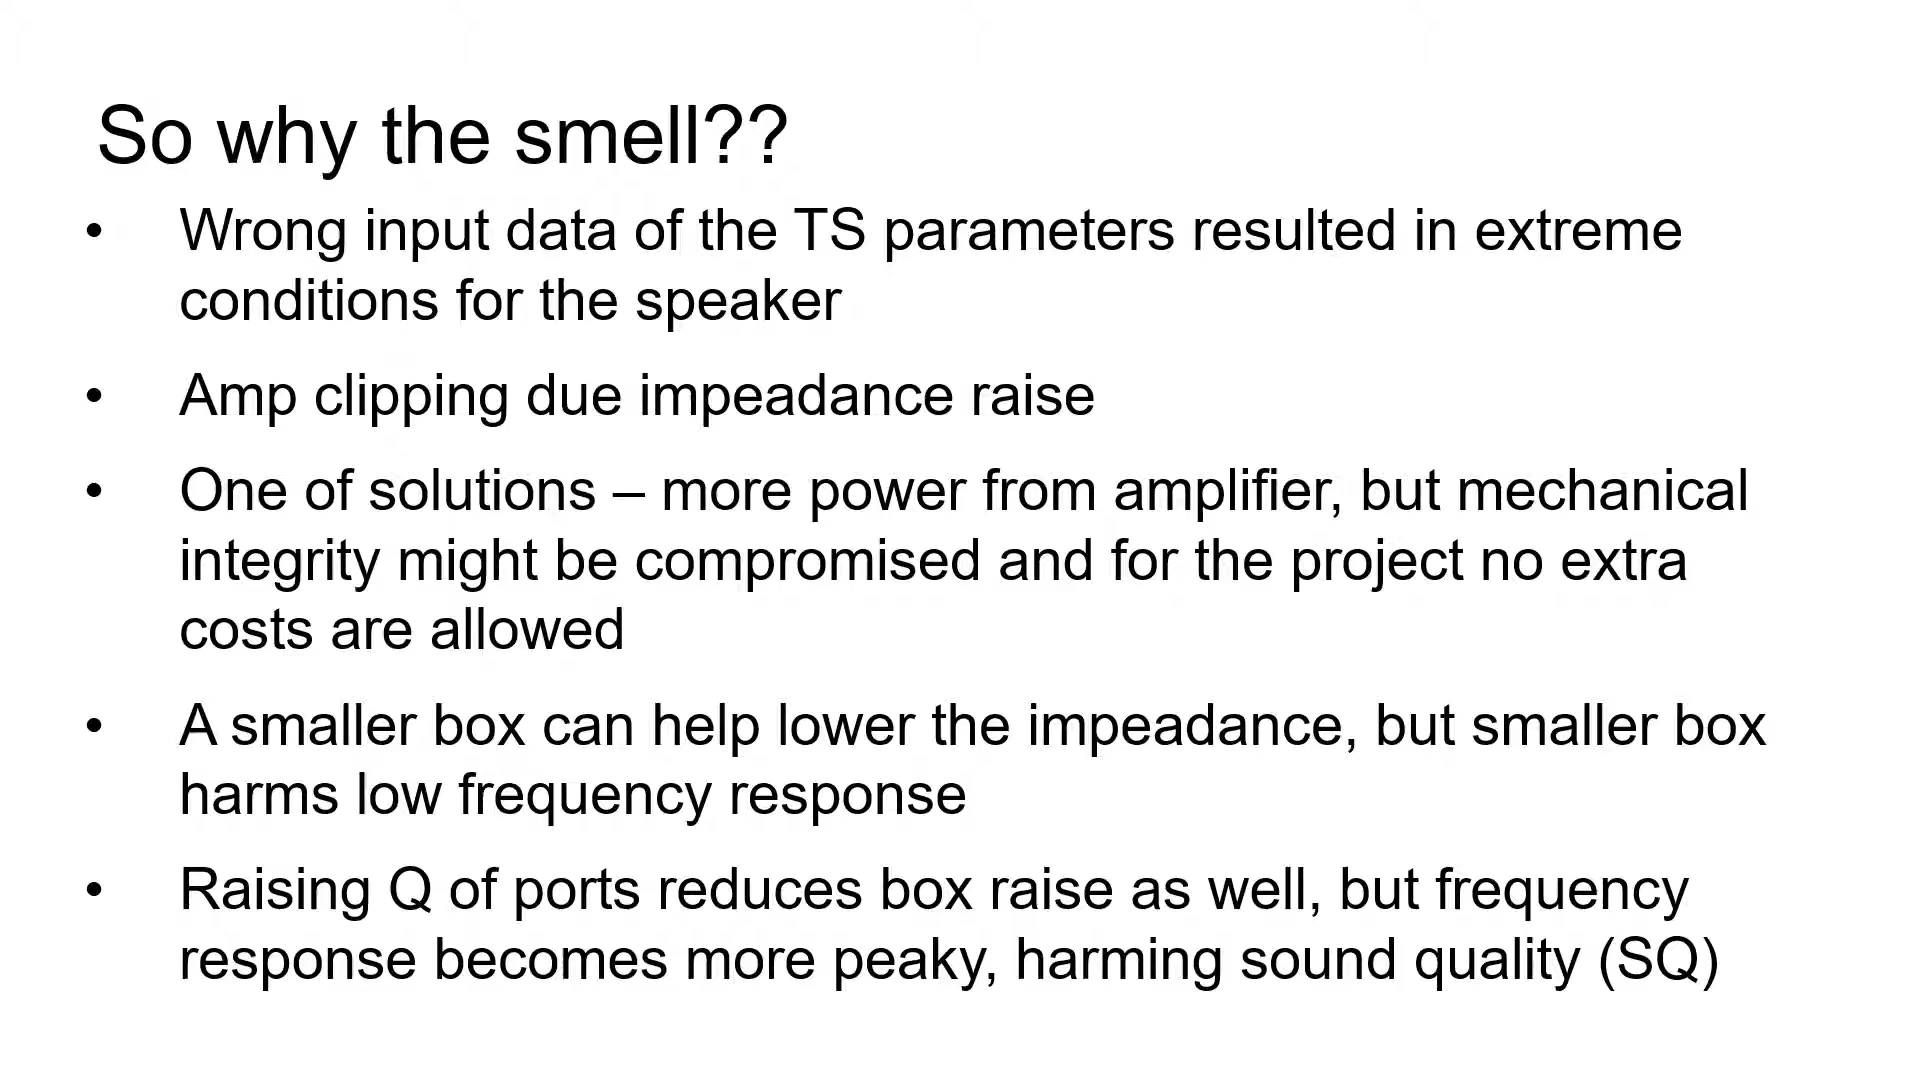 So why the smell??
• Wrong input data of the TS parameters resulted in extreme
conditions for the speaker
• Amp clipping due impeadance raise
• One of solutions – more power from amplifier, but mechanical
integrity might be compromised and for the project no extra
costs are allowed
• A smaller box can help lower the impeadance, but smaller box
harms low frequency response
• Raising Q of ports reduces box raise as well, but frequency
response becomes more peaky, harming sound quality (SQ)